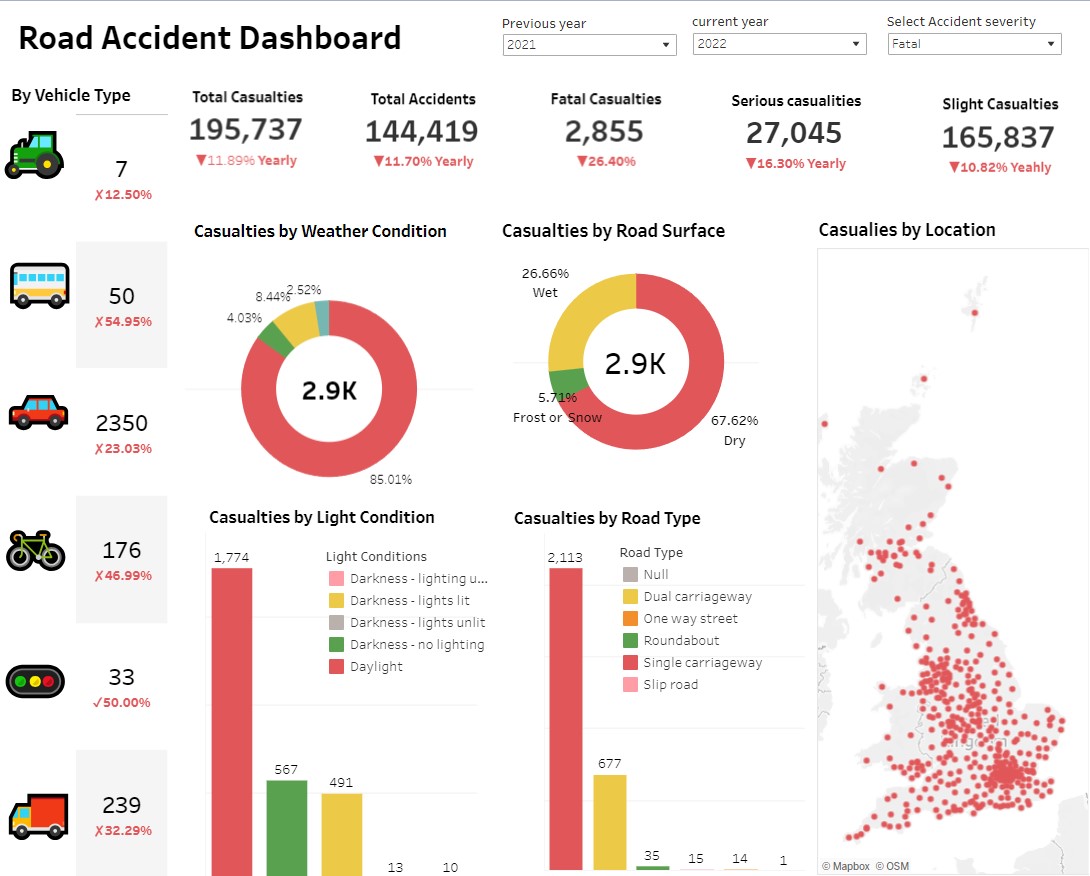 Road Accident Dashboard
Previous year
2021
current year
2022
Select Accident severity
Fatal
By Vehicle Type
7
✗12.50%
50
✗54.95%
2350
✗23.03%
176
✗46.99%
33
✓50.00%
239
✗32.29%
Total Casualties
195,737
▼11.89% Yearly
Total Accidents
144,419
▼11.70% Yearly
Fatal Casualties
2,855
▼26.40%
Serious casualities
27,045
▼16.30% Yearly
Slight Casualties
165,837
▼10.82% Yeahly
Casualties by Weather Condition
8.44%
2.52%
4.03%
2.9K
85.01%
Casualties by Road Surface
26.66%
Wet
2.9K
5.71%
Frost or Snow
67.62%
Dry
Casualies by Location
© Mapbox © OSM
Casualties by Light Condition
1,774
567
491
13
10
Light Conditions
Darkness - lighting u...
Darkness - lights lit
Darkness - lights unlit
Darkness - no lighting
Daylight
Casualties by Road Type
2,113
677
35
15
14
1
Road Type
Null
Dual carriageway
One way street
Roundabout
Single carriageway
Slip road